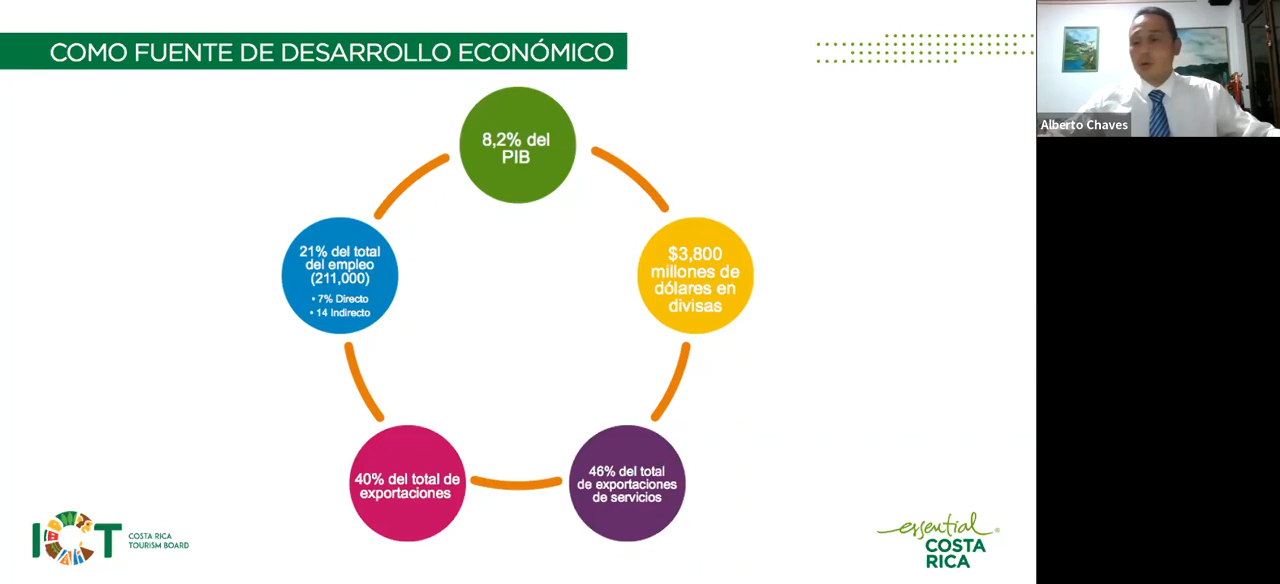 COMO FUENTE DE DESARROLLO ECONÓMICO
8,2% del
PIB
$3,800
millones de
dólares en
divisas
46% del total
de exportaciones
de servicios
40% del total de
exportaciones
21% del total
del empleo
(211,000)
• 7% Directo
• 14 Indirecto
ICT
COSTA RICA
TOURISM BOARD
essential
COSTA
RICA
Alberto Chaves